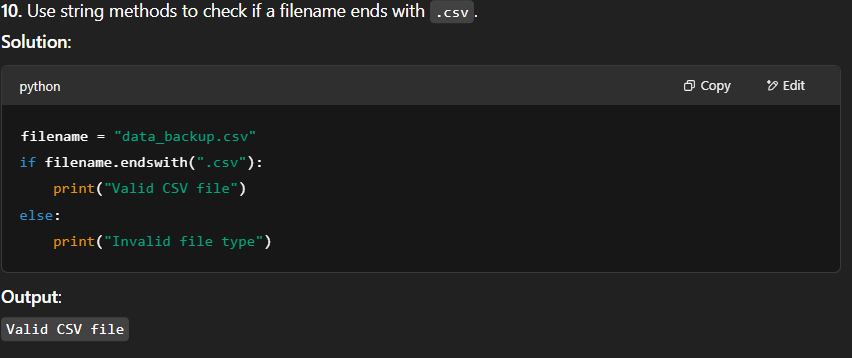 10. Use string methods to check if a filename ends with .csv.
Solution:
python
Copy
Edit
filename = "data_backup.csv"
if filename.endswith(".csv"):
    print("Valid CSV file")
else:
    print("Invalid file type")
Output:
Valid CSV file